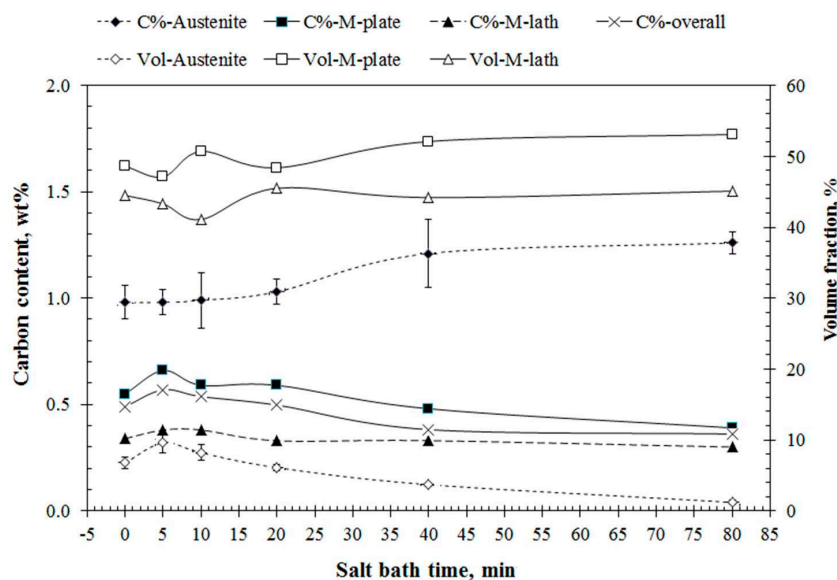 C%-Austenite C%-M-plate C%-M-lath C%-overall
Vol-Austenite Vol-M-plate Vol-M-lath
2.0
1.5
1.0
0.5
0.0
Carbon content, wt%
60
50
40
30
20
10
0
Volume fraction, %
-5 0 5 10 15 20 25 30 35 40 45 50 55 60 65 70 75 80 85
Salt bath time, min